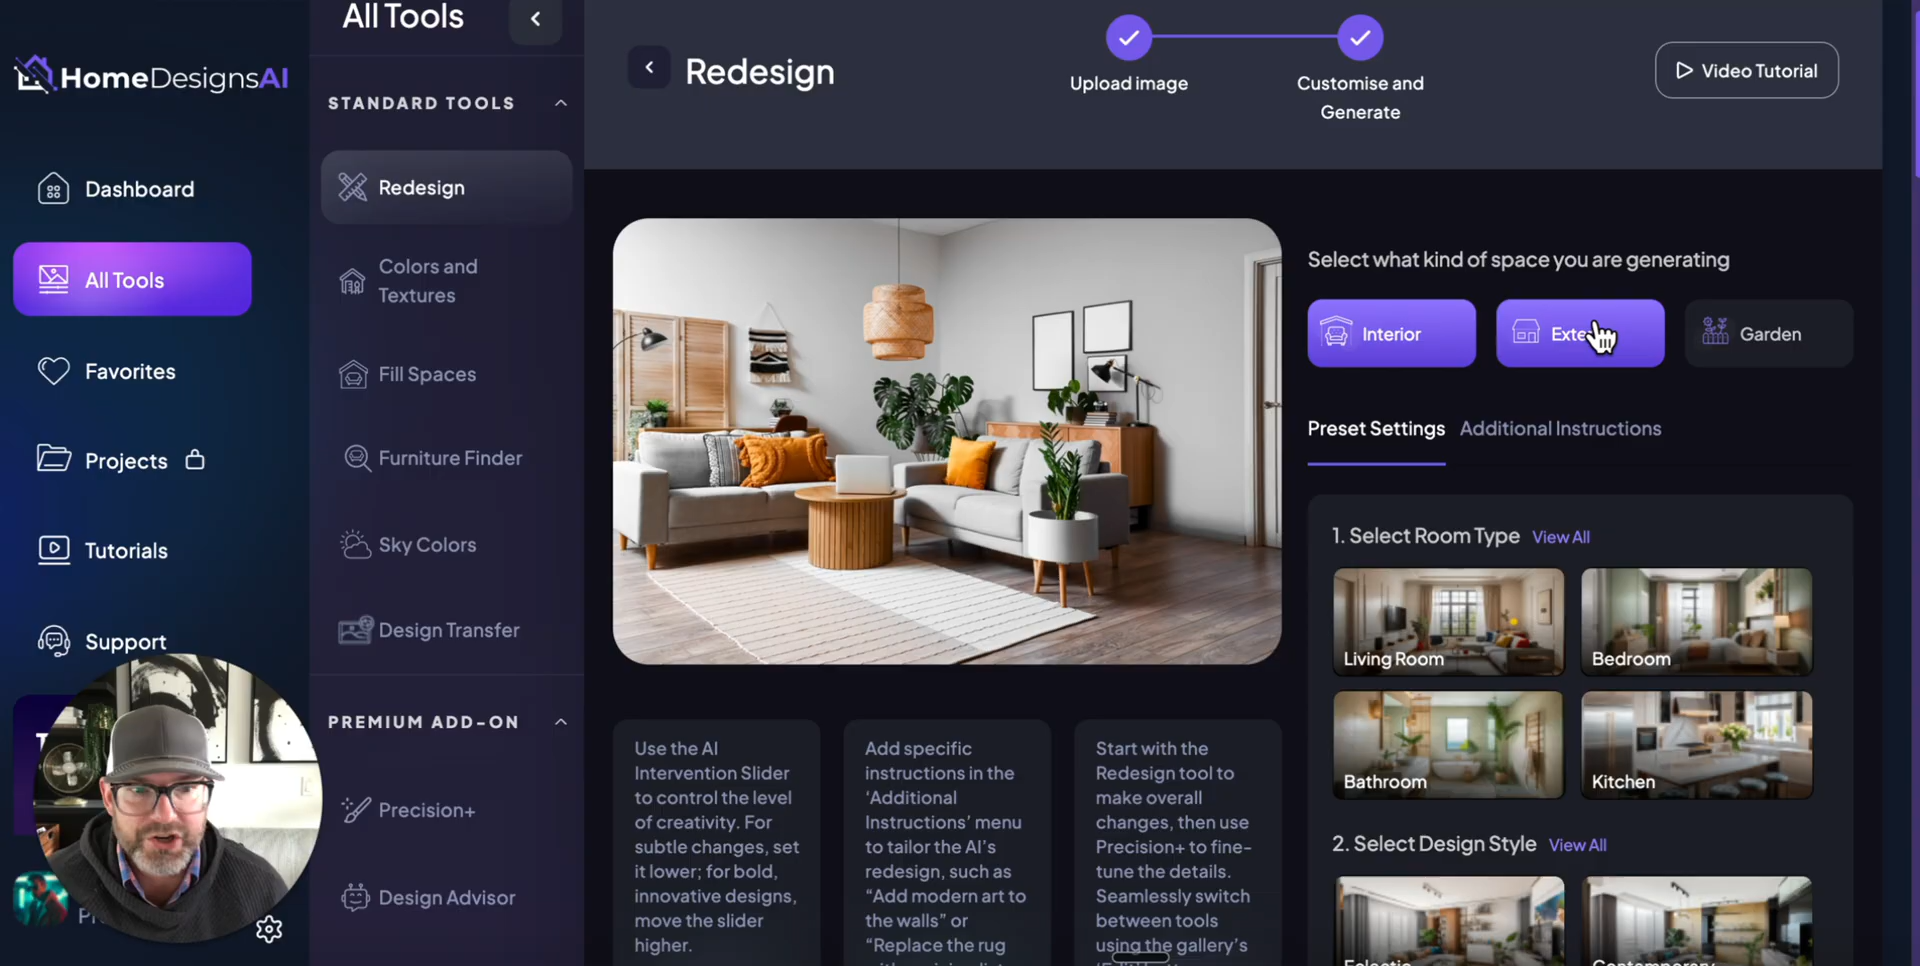 HomeDesignsAI
Dashboard
All Tools
Favorites
Projects
Tutorials
Support
All Tools
STANDARD TOOLS
Redesign
Colors and
Textures
Fill Spaces
Furniture Finder
Sky Colors
Design Transfer
PREMIUM ADD-ON
Precision+
Design Advisor
Redesign
Upload image
Customise and
Generate
Video Tutorial
Select what kind of space you are generating
Interior
Garden
Preset Settings
Additional Instructions
1. Select Room Type View All
Living Room
Bedroom
Bathroom
Kitchen
2. Select Design Style View All
Use the AI
Intervention Slider
to control the level
of creativity. For
subtle changes, set
it lower; for bold,
innovative designs,
move the slider
higher.
Add specific
instructions in the
‘Additional
Instructions’ menu
to tailor the AI’s
redesign, such as
“Add modern art to
the walls” or
“Replace the rug
Start with the
Redesign tool to
make overall
changes, then use
Precision+ to fine-
tune the details.
Seamlessly switch
between tools
using the gallery’s